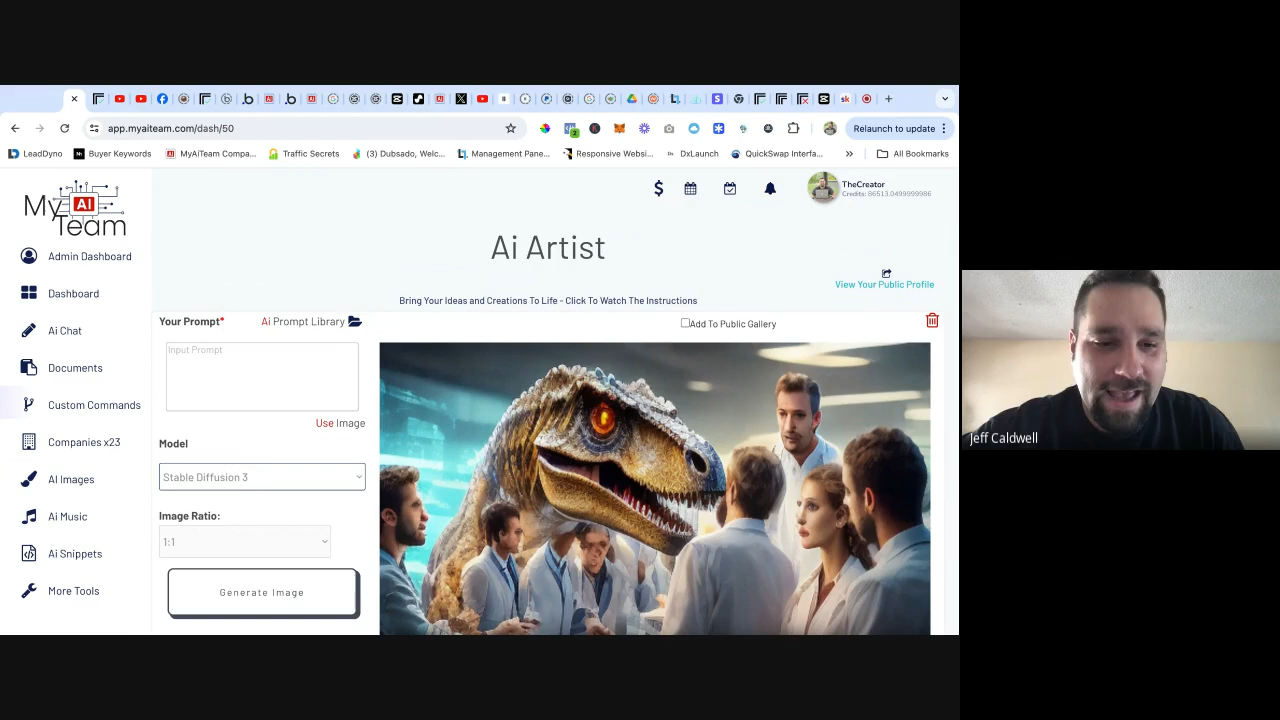 app.myaiteam.com/dash/50
Relaunch to update
LeadDyno
Buyer Keywords
MyAiTeam Compa...
Traffic Secrets
(3) Dubsado, Welc...
Management Pane...
Responsive Websi...
DxLaunch
QuickSwap Interfa...
All Bookmarks
My AI Team
TheCreator
Credits: 86513.0499999986
Admin Dashboard
Dashboard
Ai Chat
Documents
Custom Commands
Companies x23
AI Images
Ai Music
Ai Snippets
More Tools
Ai Artist
View Your Public Profile
Bring Your Ideas and Creations To Life - Click To Watch The Instructions
Your Prompt* Ai Prompt Library
Add To Public Gallery
Input Prompt
Use Image
Model
Stable Diffusion 3
Image Ratio:
1:1
Generate Image
Jeff Caldwell